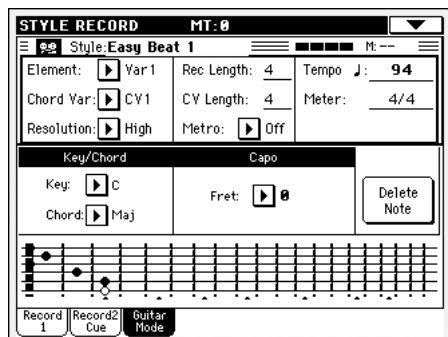 STYLE RECORD MT:0
Style:Easy Beat 1 M:--
Element: Var1 Rec Length: 4 Tempo ♩: 94
Chord Var: CV1 CV Length: 4 Meter: 4/4
Resolution: High Metro: Off
Key/Chord Capo
Key: C
Fret: 0
Chord: Maj
Delete
Note
Record
1
Record2
Cue
Guitar
Mode